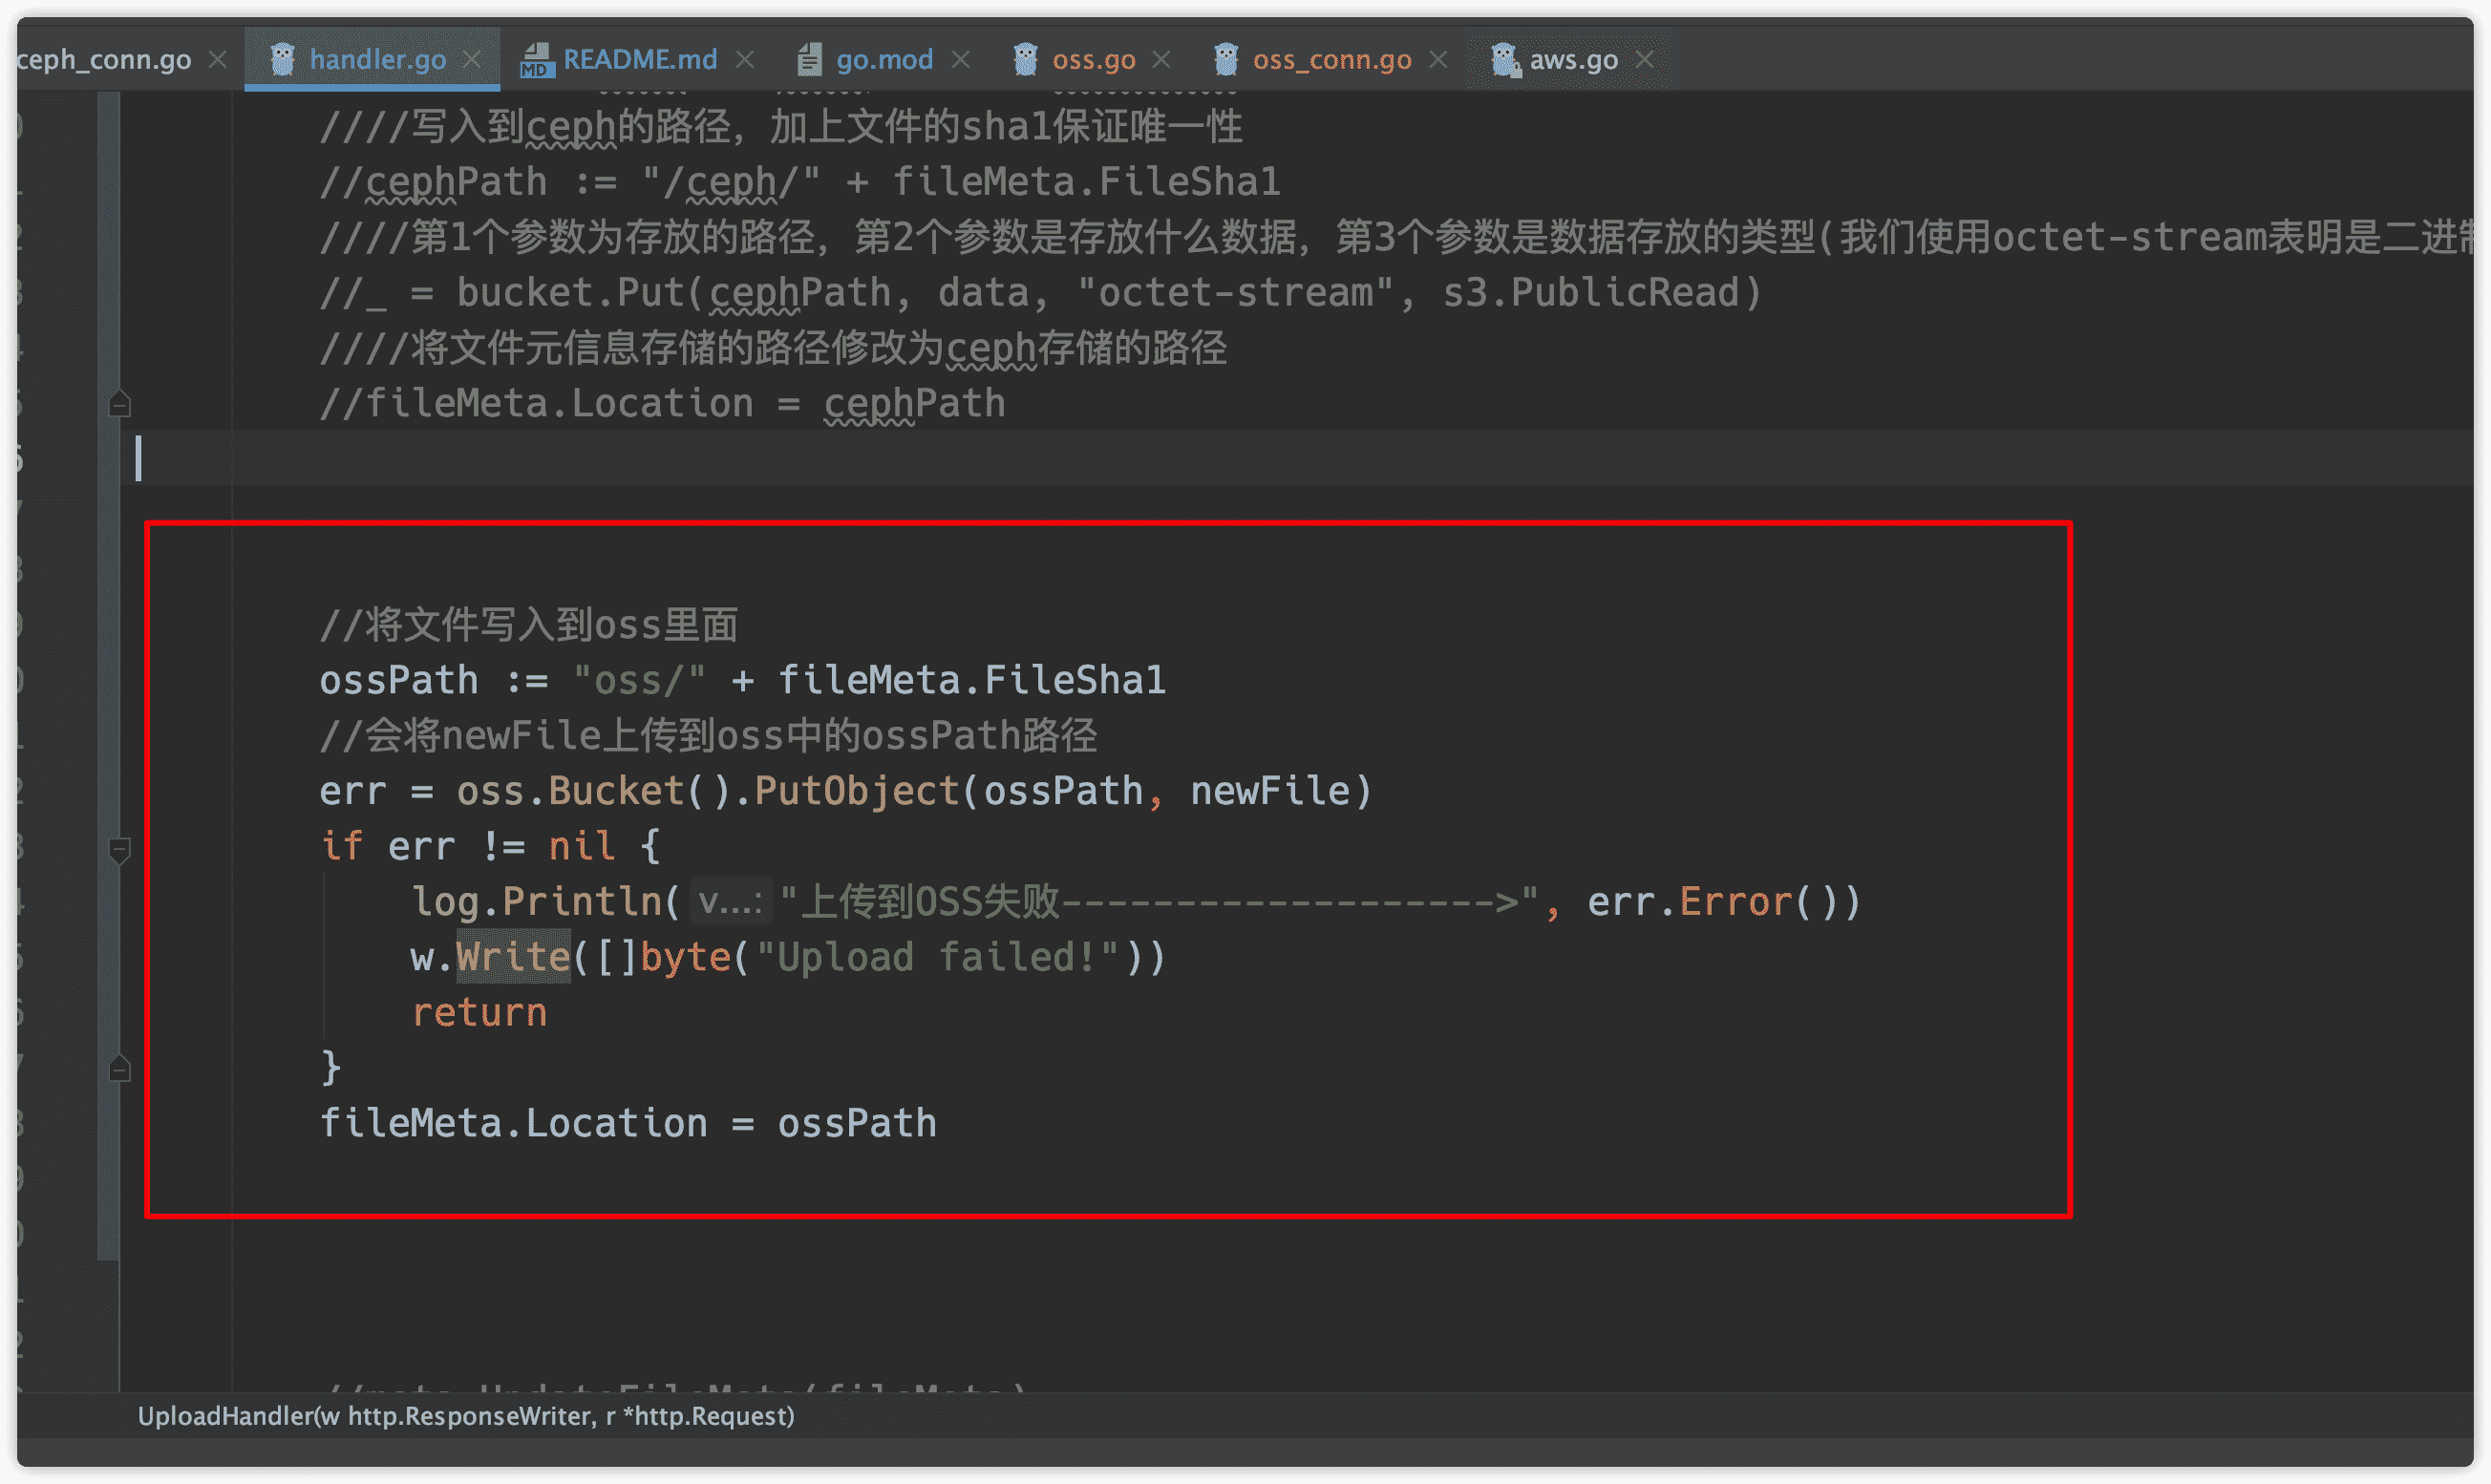 ceph_conn.go handler.go README.md go.mod oss.go oss_conn.go aws.go
////写入到ceph的路径，加上文件的sha1保证唯一性
//cephPath := "/ceph/" + fileMeta.FileSha1
////第1个参数为存放的路径，第2个参数是存放什么数据，第3个参数是数据存放的类型(我们使用octet-stream表明是二进制
//_ = bucket.Put(cephPath, data, "octet-stream", s3.PublicRead)
////将文件元信息存储的路径修改为ceph存储的路径
//fileMeta.Location = cephPath
//将文件写入到oss里面
ossPath := "oss/" + fileMeta.FileSha1
//会将newFile上传到oss中的ossPath路径
err = oss.Bucket().PutObject(ossPath, newFile)
if err != nil {
log.Println( v...: "上传到OSS失败------------------->", err.Error())
w.Write([]byte("Upload failed!"))
return
}
fileMeta.Location = ossPath
//meta.UpdateFileMeta(fileMeta)
UploadHandler(w http.ResponseWriter, r *http.Request)